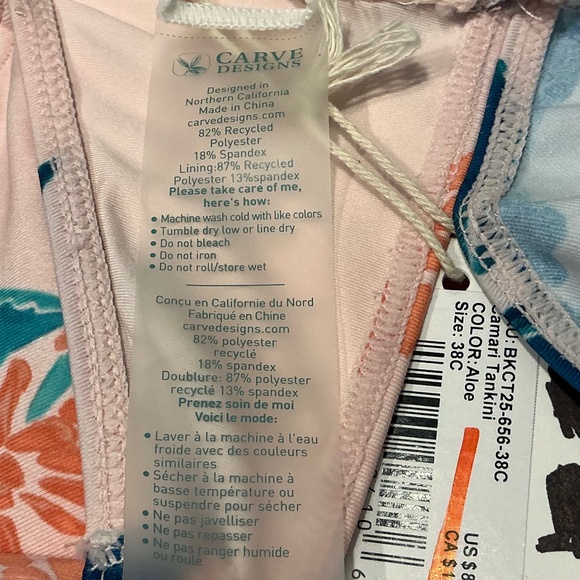 CARVE
DESIGNS
Designed in
Northern California
Made in China
carvedesigns.com
82% Recycled
Polyester
18% Spandex
Lining:87% Recycled
Polyester 13%spandex
Please take care of me,
here's how:
• Machine wash cold with like colors
• Tumble dry low or line dry
• Do not bleach
• Do not iron
• Do not roll/store wet
Conçu en Californie du Nord
Fabriqué en Chine
carvedesigns.com
82% polyester
recyclé
18% spandex
Doublure: 87% polyester
recyclé 13% spandex
Prenez soin de moi
Voici le mode:
• Laver à la machine à l'eau
froide avec des couleurs
similaires
• Sécher à la machine à
basse température ou
suspendre pour sécher
• Ne pas javelliser
• Ne pas repasser
• Ne pas ranger humide
ou roulé
U: BKCT25-656-38C
Camari Tankini
COLOR: Aloe
Size: 38C
US $8
CA $1
10
6